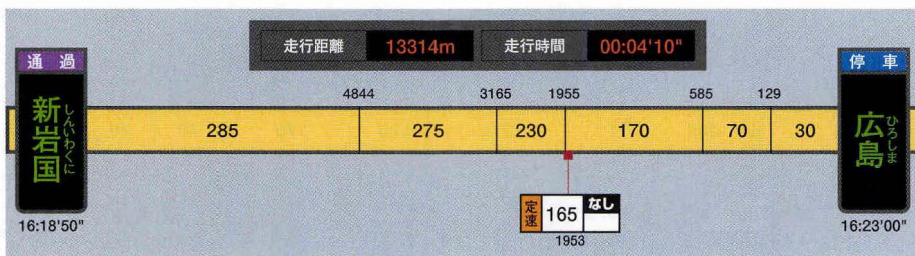 走行距離 13314m 走行時間 00:04'10"
通過
新岩国
しんいわくに
16:18'50"
4844 3165 1955 585 129
285 275 230 170 70 30
定速 165 なし
1953
停車
広島
ひろしま
16:23'00"